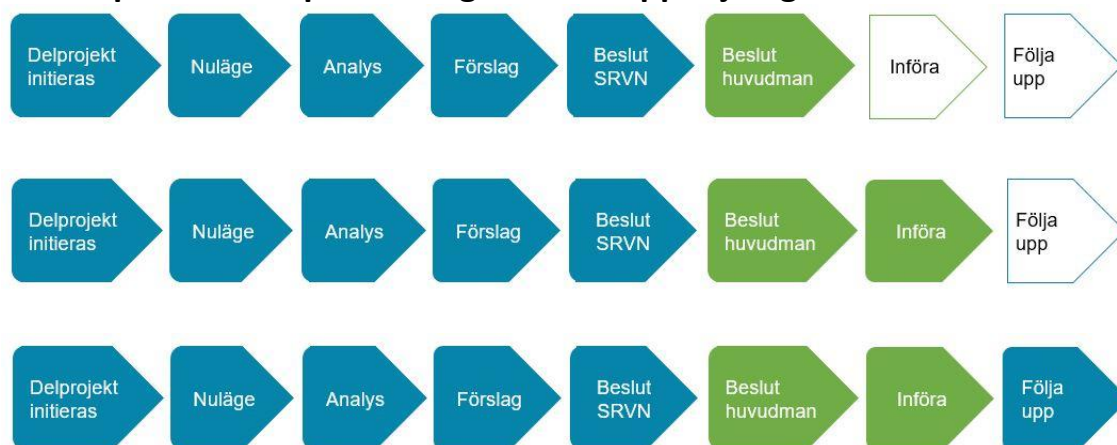 Delprojekt
initieras
Nuläge
Analys
Förslag
Beslut
SRVN
Beslut
huvudman
Införa
Följa
upp
Delprojekt
initieras
Nuläge
Analys
Förslag
Beslut
SRVN
Beslut
huvudman
Införa
Följa
upp
Delprojekt
initieras
Nuläge
Analys
Förslag
Beslut
SRVN
Beslut
huvudman
Införa
Följa
upp